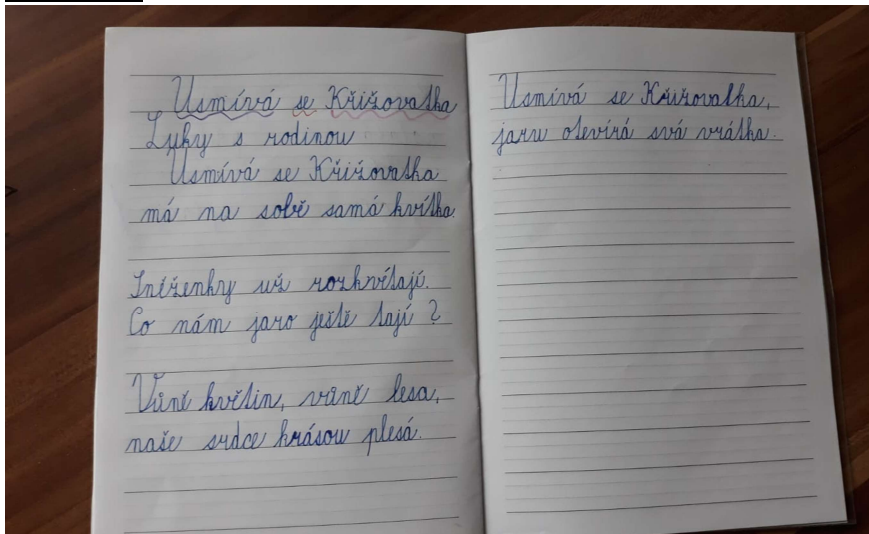 Usmívá se Křižovatka
Luky s rodinou
Usmívá se Křižovatka
má na sobě samá kvítka.
Sněženky už rozkvétají.
Co nám jaro ještě tají?
Vůně květin, vůně lesa,
naše srdce krásou plesá.
Usmívá se Křižovatka,
jaru otevírá svá vrátka.